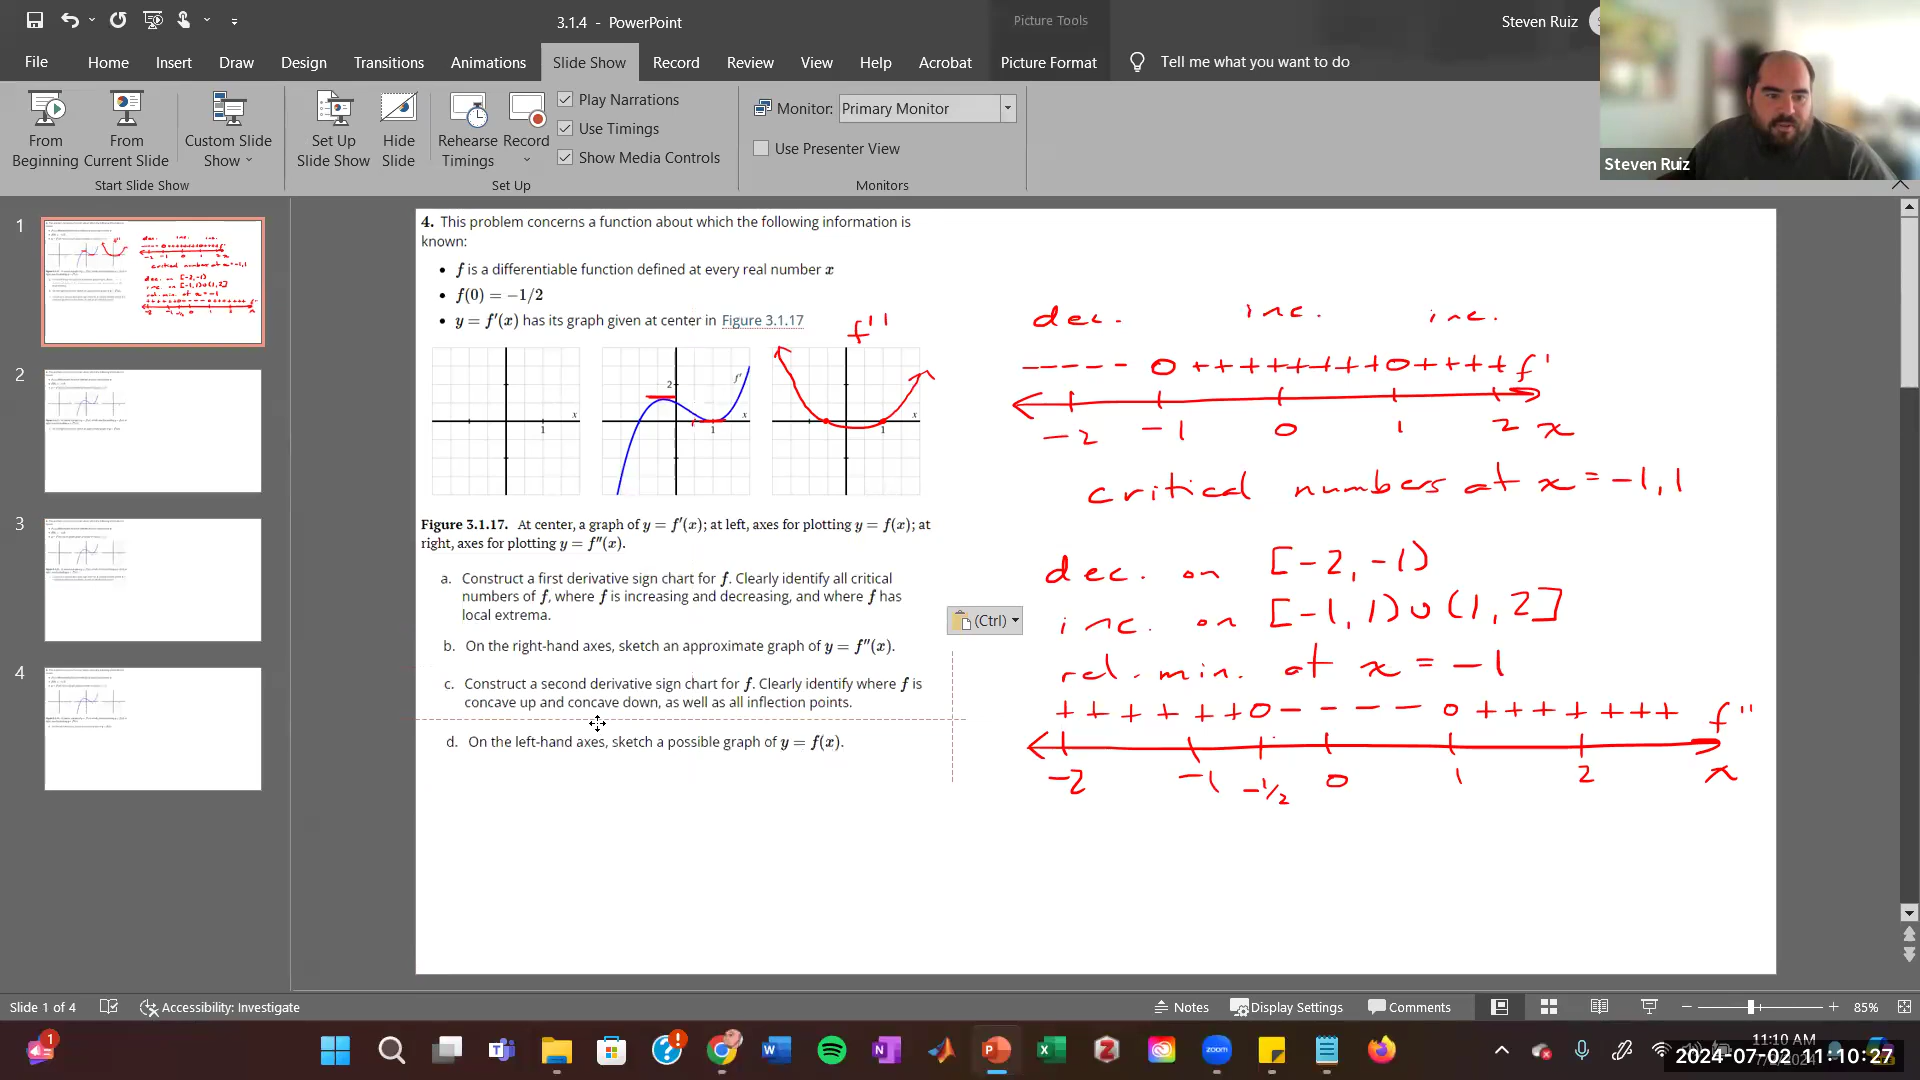 3.1.4 - PowerPoint
Picture Tools
Steven Ruiz
File Home Insert Draw Design Transitions Animations Slide Show Record Review View Help Acrobat Picture Format Tell me what you want to do
From Beginning
From Current Slide
Custom Slide Show
Set Up Slide Show
Hide Slide
Rehearse Timings
Record
Play Narrations
Use Timings
Show Media Controls
Monitor: Primary Monitor
Use Presenter View
Start Slide Show
Set Up
Monitors
Steven Ruiz
1
2
3
4
4. This problem concerns a function about which the following information is
known:
• f is a differentiable function defined at every real number x
• f(0) = −1/2
• y = f′(x) has its graph given at center in Figure 3.1.17
f''
x
1
2
f′
x
1
1
Figure 3.1.17. At center, a graph of y = f′(x); at left, axes for plotting y = f(x); at
right, axes for plotting y = f′′(x).
a. Construct a first derivative sign chart for f. Clearly identify all critical
numbers of f, where f is increasing and decreasing, and where f has
local extrema.
b. On the right-hand axes, sketch an approximate graph of y = f′′(x).
c. Construct a second derivative sign chart for f. Clearly identify where f is
concave up and concave down, as well as all inflection points.
d. On the left-hand axes, sketch a possible graph of y = f(x).
(Ctrl)
dec. inc. inc.
- - - - - 0 + + + + + + + + 0 + + + + f'
-2 -1 0 1 2 x
critical numbers at x = -1, 1
dec. on [-2, -1)
inc. on [-1, 1) ∪ (1, 2]
rel. min. at x = -1
+ + + + + + + 0 - - - - - 0 + + + + + + + f''
-2 -1 -1/2 0 1 2 x
Slide 1 of 4
Accessibility: Investigate
Notes
Display Settings
Comments
85%
1
11:10 AM
2024-07-02 11:10:27